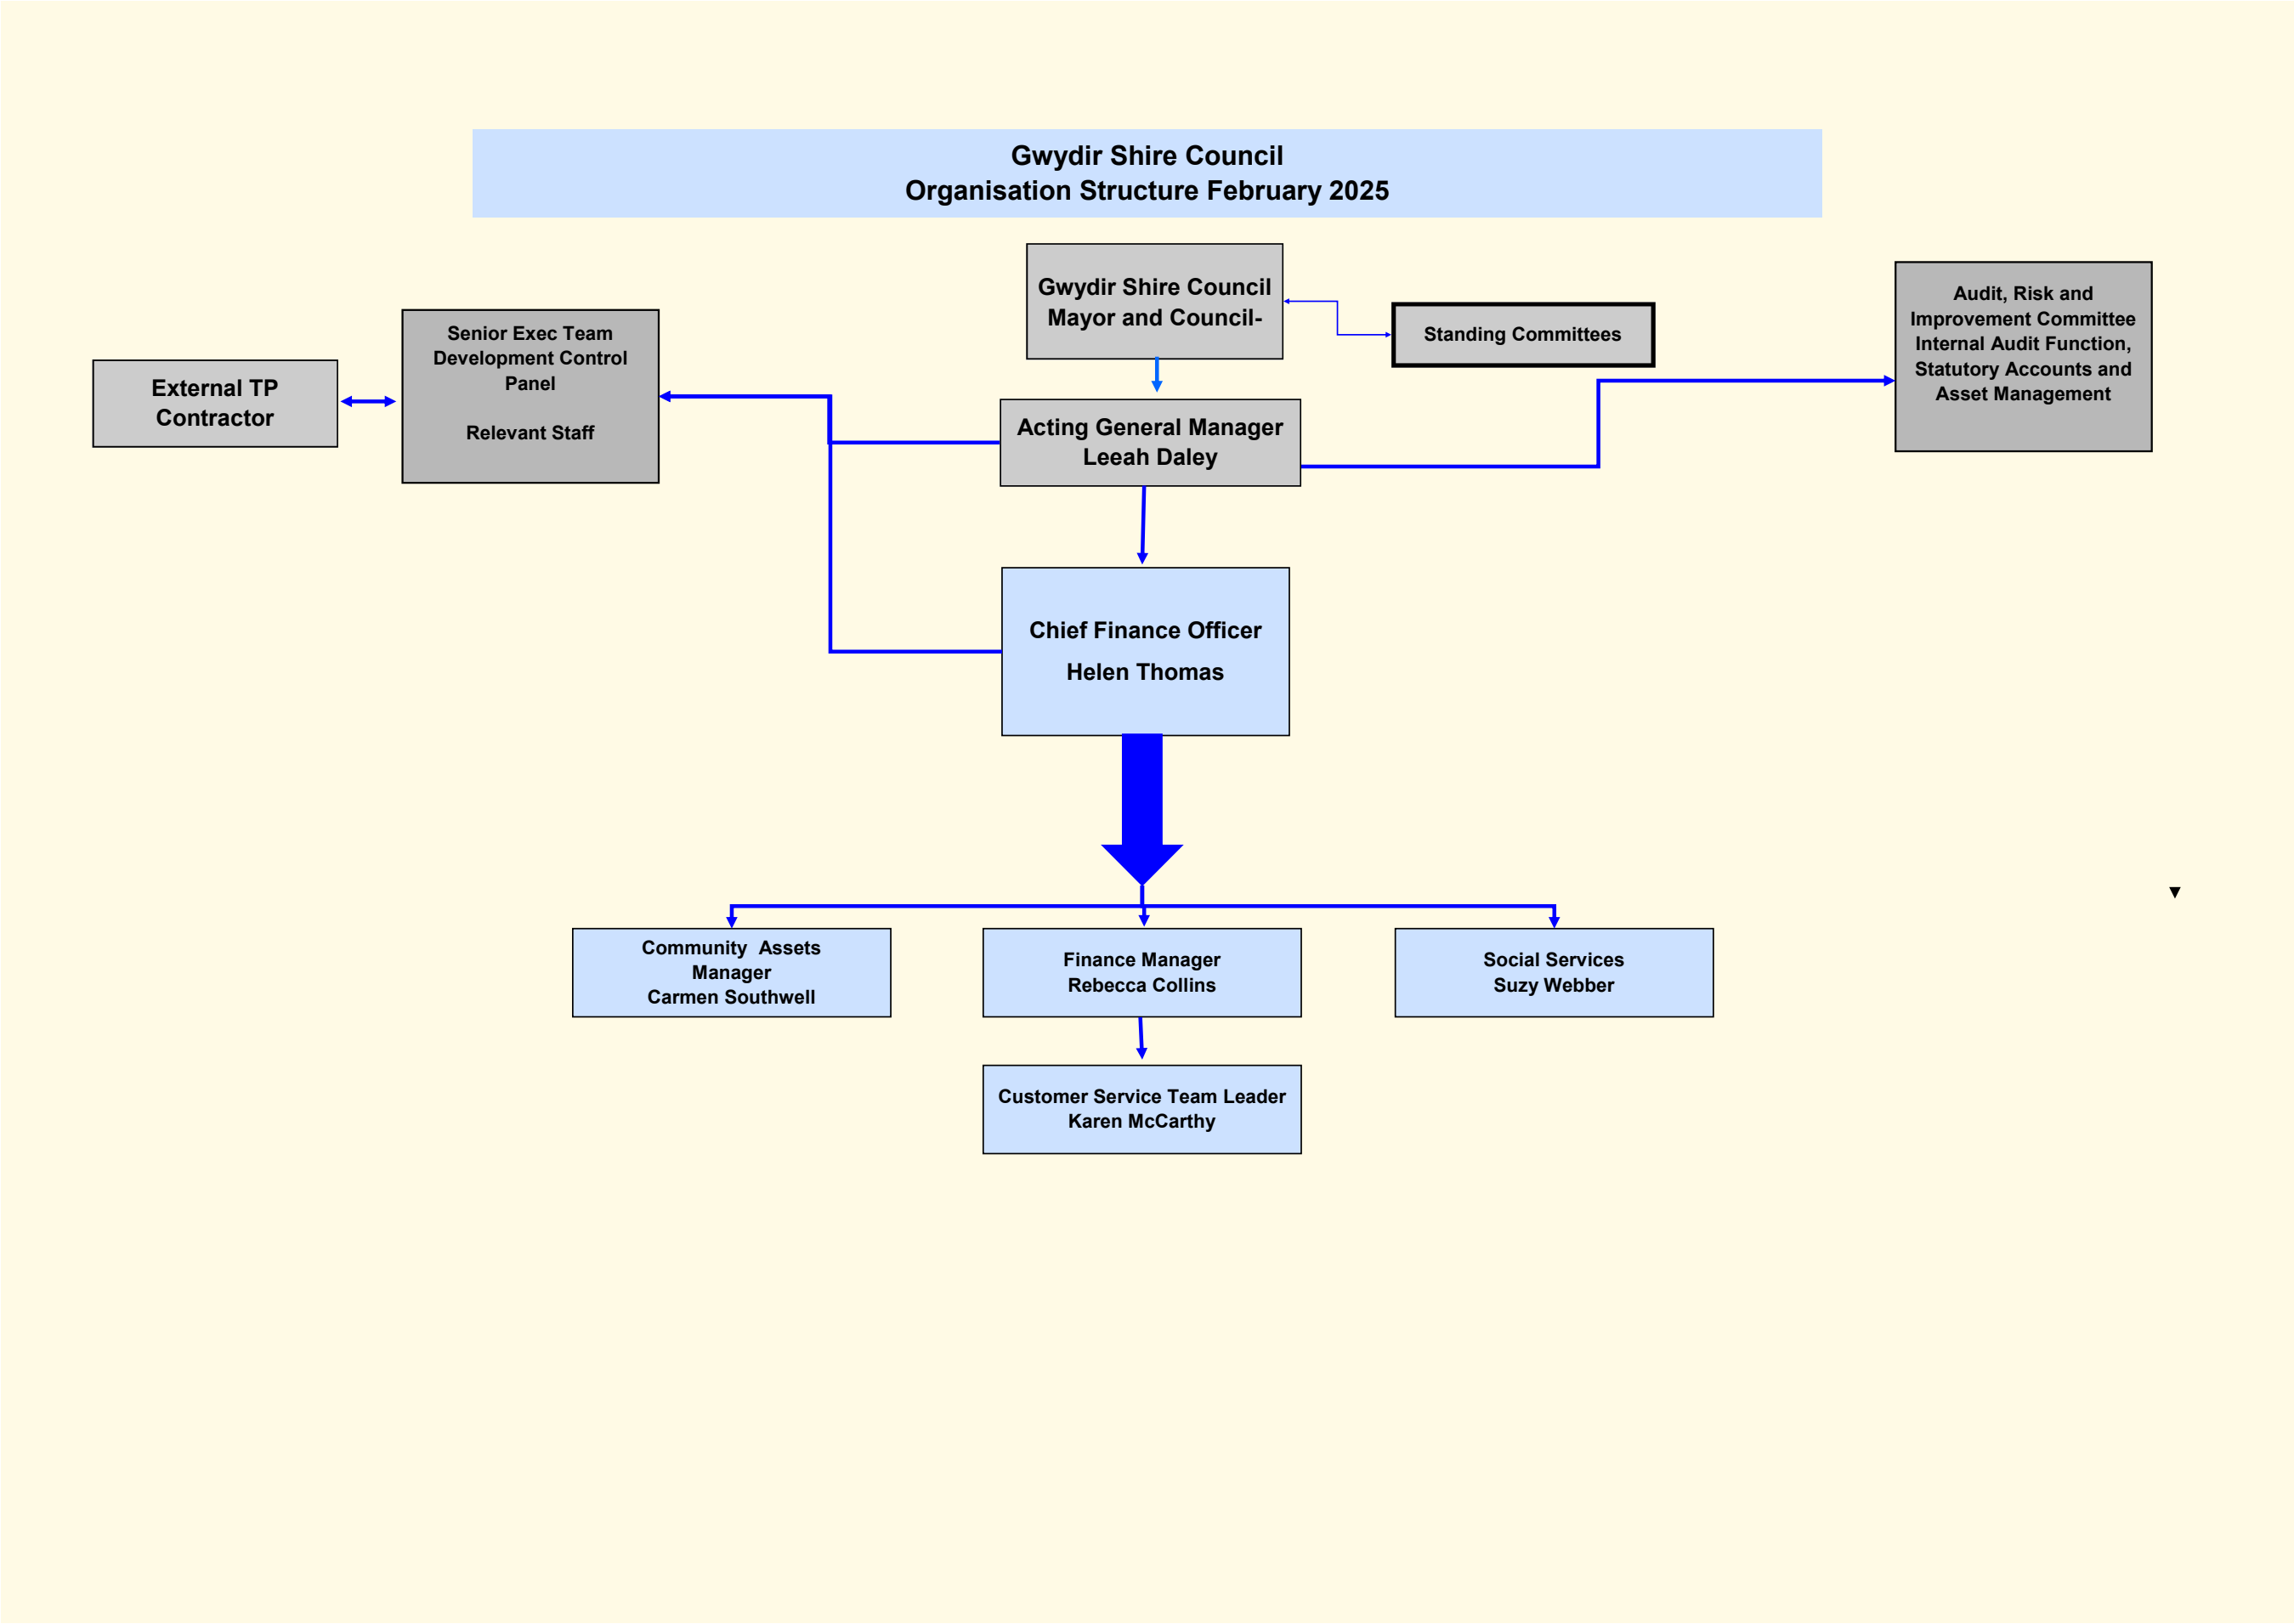 Gwydir Shire Council
Organisation Structure February 2025
Gwydir Shire Council
Mayor and Council-
Standing Committees
Audit, Risk and
Improvement Committee
Internal Audit Function,
Statutory Accounts and
Asset Management
Senior Exec Team
Development Control
Panel
Relevant Staff
External TP
Contractor
Acting General Manager
Leeah Daley
Chief Finance Officer
Helen Thomas
Community  Assets
Manager
Carmen Southwell
Finance Manager
Rebecca Collins
Social Services
Suzy Webber
Customer Service Team Leader
Karen McCarthy